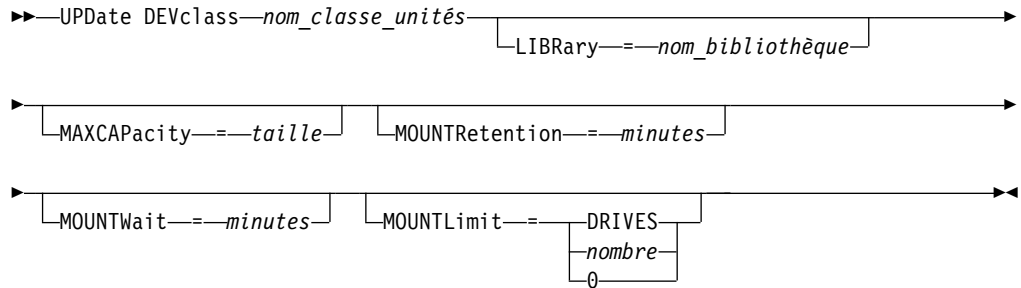 UPDate DEVclass nom_classe_unités
LIBRary = nom_bibliothèque
MAXCAPacity = taille MOUNTRetention = minutes
MOUNTWait = minutes MOUNTLimit = DRIVES
nombre
0